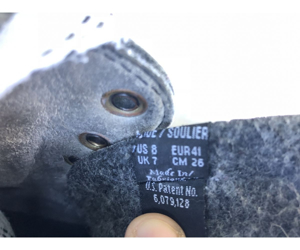 / SOULIER
US 8 EUR41
UK 7 CM 26
Made In/
U.S. Patent No.
6,079,128